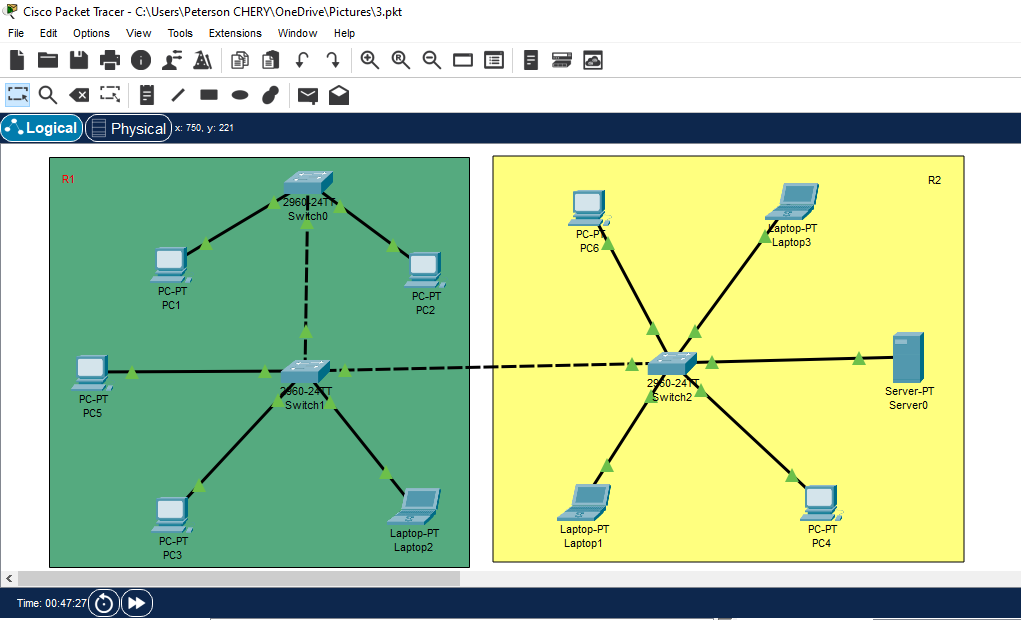 Cisco Packet Tracer - C:\Users\Peterson CHERY\OneDrive\Pictures\3.pkt
File Edit Options View Tools Extensions Window Help
Logical Physical x: 750, y: 221
R1
2960-24TT
Switch0
PC-PT
PC1
PC-PT
PC2
PC-PT
PC5
2960-24TT
Switch1
PC-PT
PC3
Laptop-PT
Laptop2
R2
PC-PT
PC6
Laptop-PT
Laptop3
2960-24TT
Switch2
Server-PT
Server0
Laptop-PT
Laptop1
PC-PT
PC4
Time: 00:47:27